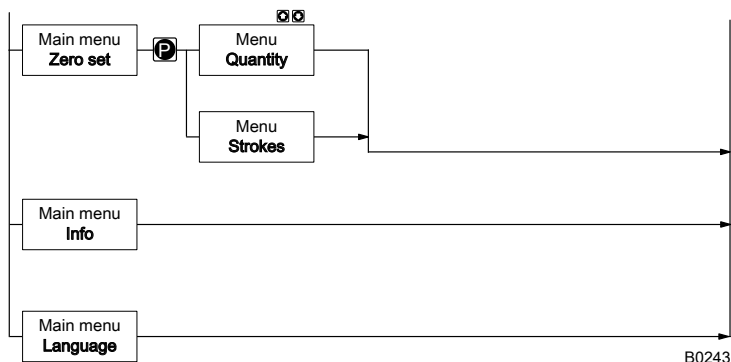 Main menu
Zero set
P
Menu
Quantity
Menu
Strokes
Main menu
Info
Main menu
Language
B0243